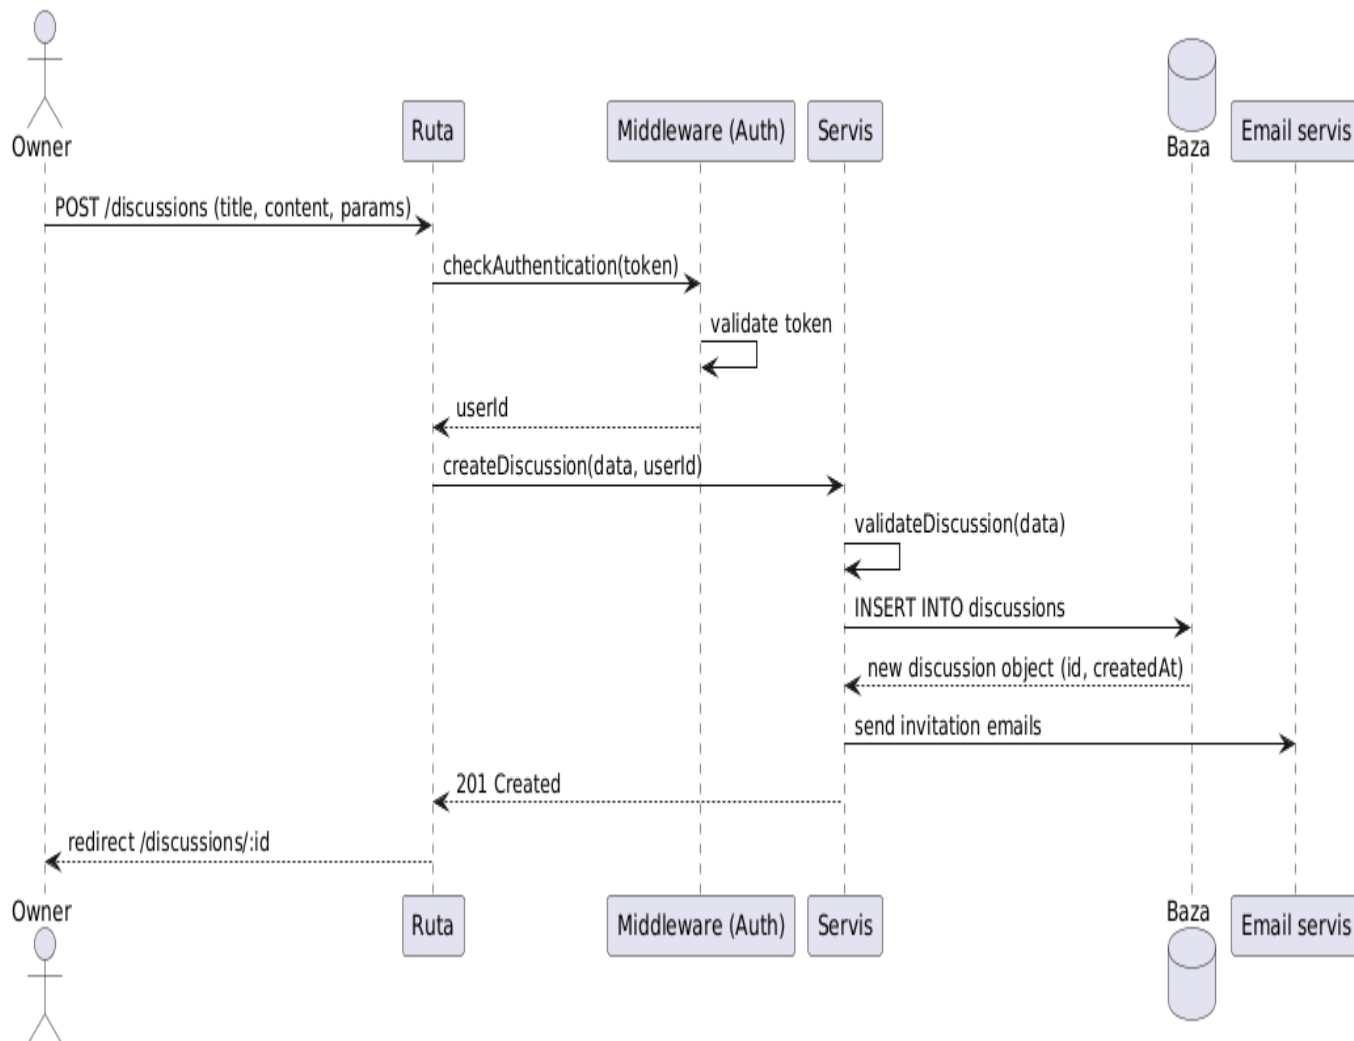 Owner
Ruta
Middleware (Auth)
Servis
Baza
Email servis
POST /discussions (title, content, params)
checkAuthentication(token)
validate token
userId
createDiscussion(data, userId)
validateDiscussion(data)
INSERT INTO discussions
new discussion object (id, createdAt)
send invitation emails
201 Created
redirect /discussions/:id
Owner
Ruta
Middleware (Auth)
Servis
Baza
Email servis